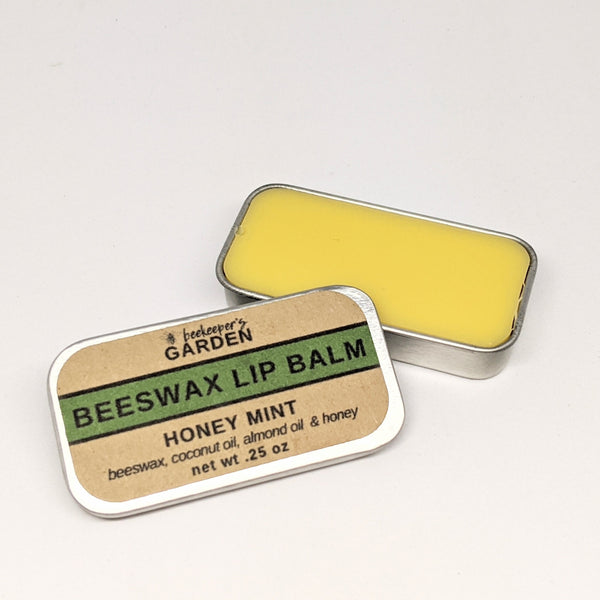 beekeeper's
GARDEN
BEESWAX LIP BALM
HONEY MINT
beeswax, coconut oil, almond oil & honey
net wt .25 oz